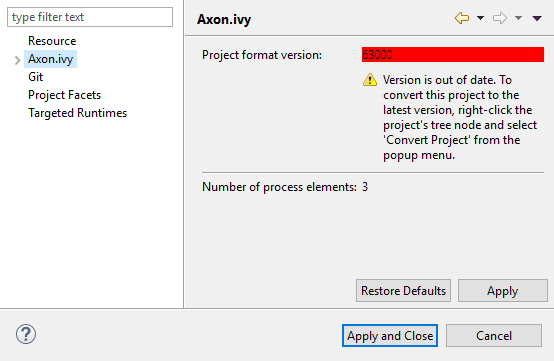 type filter text
Resource
Axon.ivy
Git
Project Facets
Targeted Runtimes
Axon.ivy
Project format version: 63000
Version is out of date. To
convert this project to the
latest version, right-click the
project's tree node and select
'Convert Project' from the
popup menu.
Number of process elements: 3
Restore Defaults Apply
Apply and Close Cancel